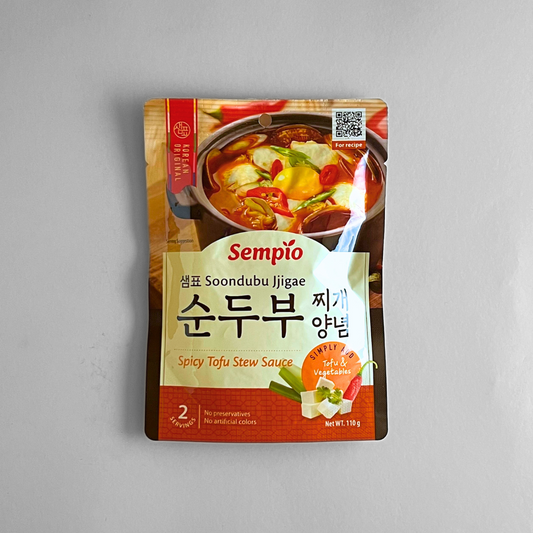 KOREAN
ORIGINAL
For recipe
Sempio
샘표 Soondubu Jjigae
순두부 찌개
양념
Spicy Tofu Stew Sauce
SIMPLY ADD
Tofu &
Vegetables
2
SERVINGS
No preservatives
No artificial colors
Net WT. 110 g